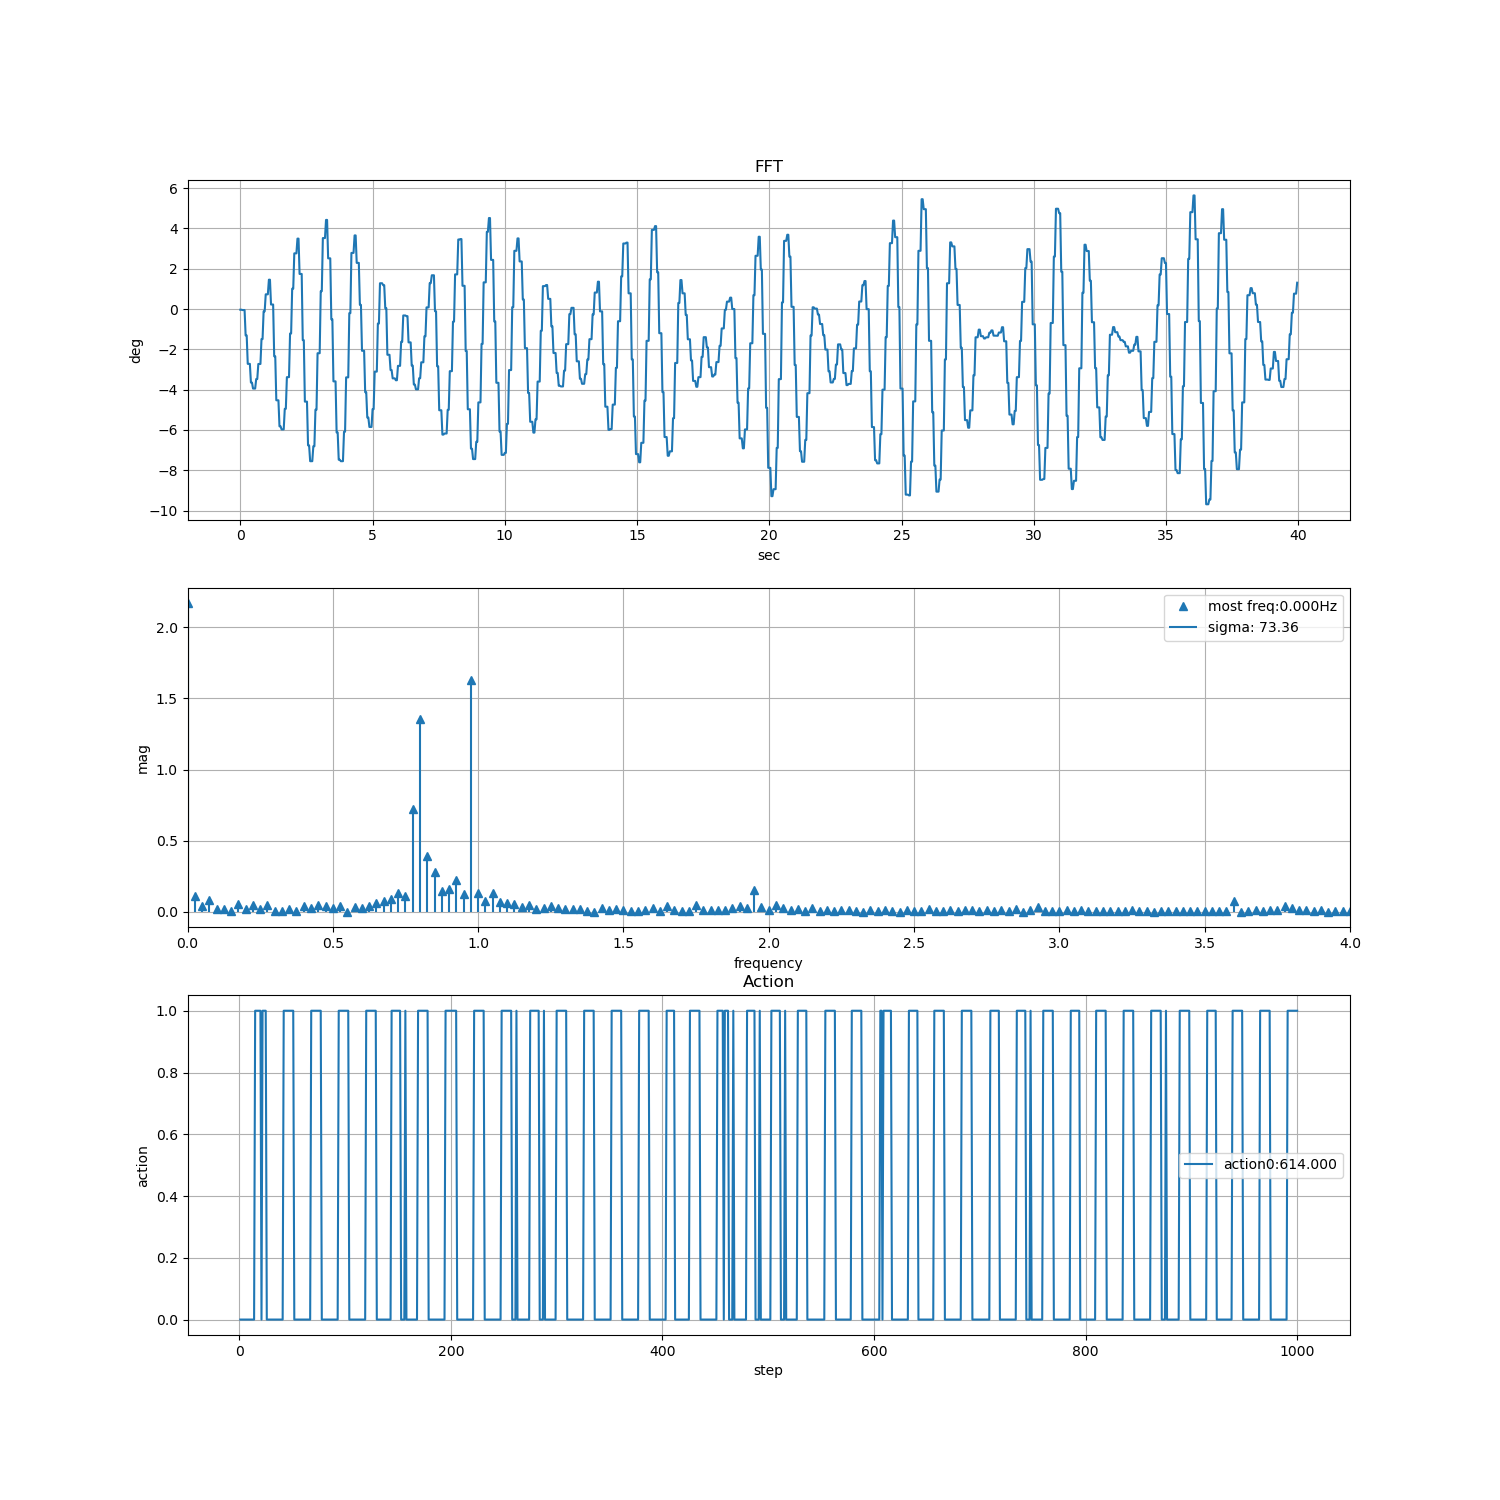 FFT
6
4
2
0
−2
−4
−6
−8
−10
deg
0 5 10 15 20 25 30 35 40
sec
most freq:0.000Hz
sigma: 73.36
2.0
1.5
1.0
0.5
0.0
mag
0.0 0.5 1.0 1.5 2.0 2.5 3.0 3.5 4.0
frequency
Action
1.0
0.8
0.6
0.4
0.2
0.0
action
action0:614.000
0 200 400 600 800 1000
step